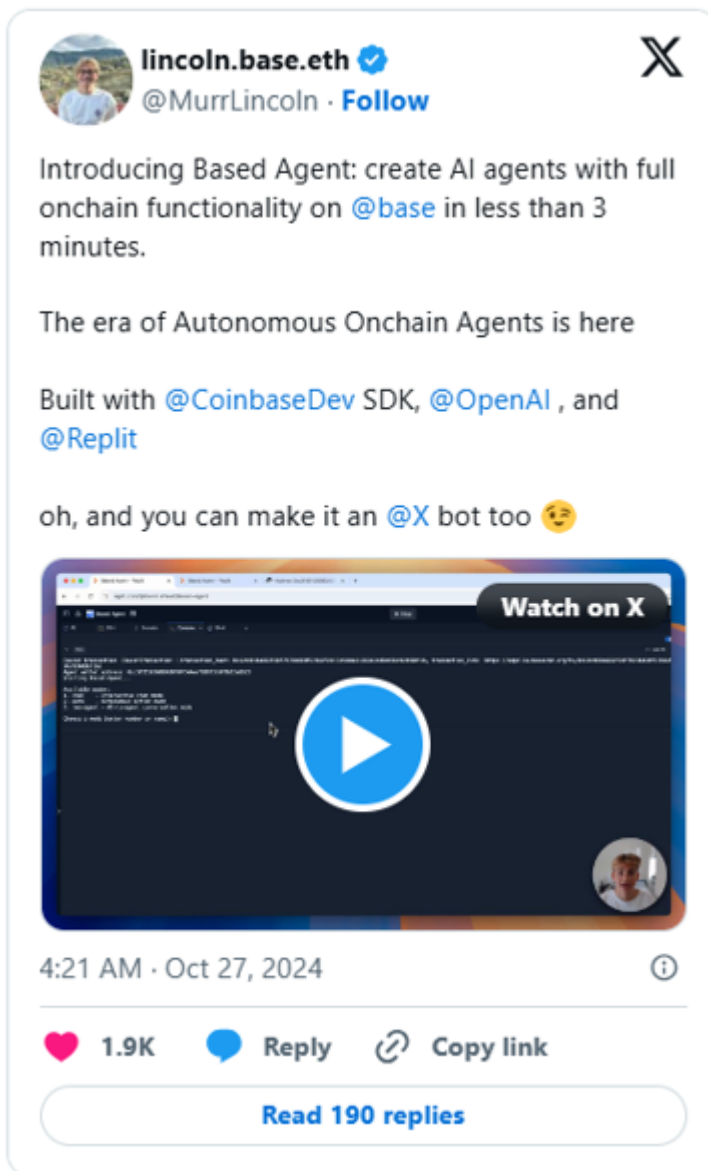 lincoln.base.eth
@MurrLincoln · Follow
Introducing Based Agent: create AI agents with full
onchain functionality on @base in less than 3
minutes.
The era of Autonomous Onchain Agents is here
Built with @CoinbaseDev SDK, @OpenAI , and
@Replit
oh, and you can make it an @X bot too 😉
Watch on X
4:21 AM · Oct 27, 2024
1.9K Reply Copy link
Read 190 replies